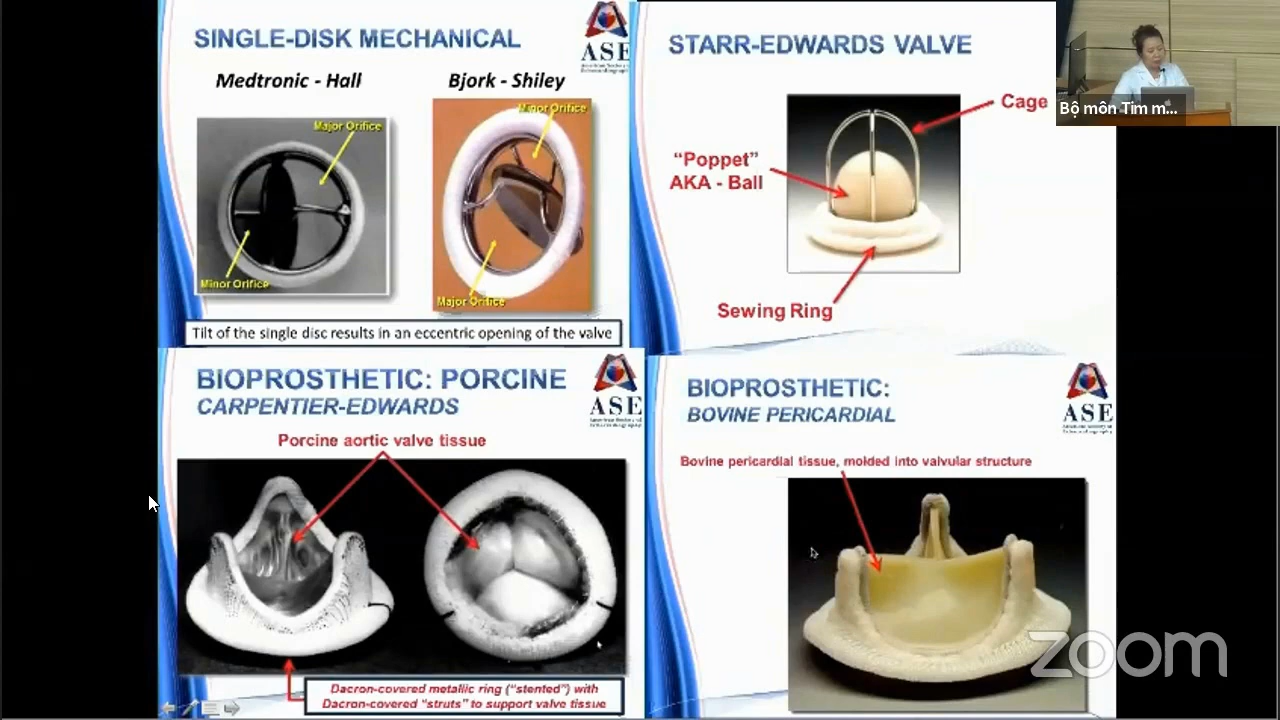 SINGLE-DISK MECHANICAL
ASE
Medtronic - Hall
Bjork - Shiley
Major Orifice
Minor Orifice
Minor Orifice
Major Orifice
Tilt of the single disc results in an eccentric opening of the valve
STARR-EDWARDS VALVE
Cage
“Poppet”
AKA - Ball
Sewing Ring
Bộ môn Tim m...
BIOPROSTHETIC: PORCINE
CARPENTIER-EDWARDS
ASE
Porcine aortic valve tissue
Dacron-covered metallic ring (“stented”) with
Dacron-covered “struts” to support valve tissue
BIOPROSTHETIC:
BOVINE PERICARDIAL
ASE
Bovine pericardial tissue, molded into valvular structure
zoom